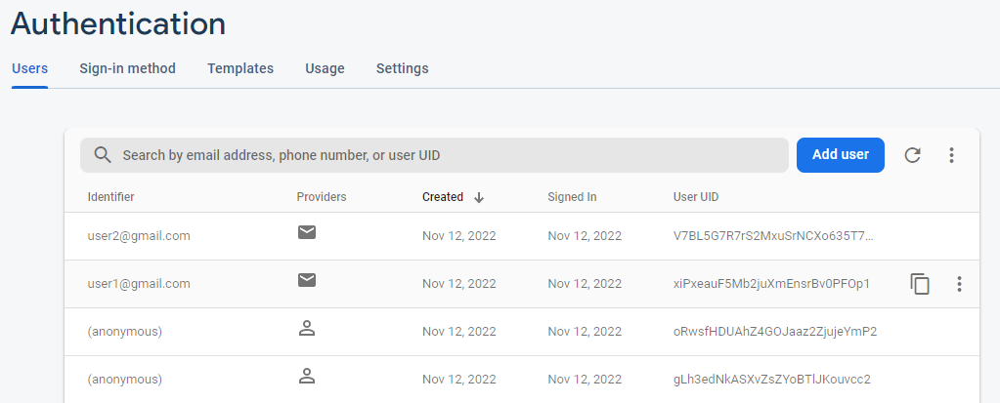 Authentication
Users Sign-in method Templates Usage Settings
Search by email address, phone number, or user UID Add user
Identifier Providers Created Signed In User UID
user2@gmail.com Nov 12, 2022 Nov 12, 2022 V7BL5G7R7rS2MxuSrNCXo635T7...
user1@gmail.com Nov 12, 2022 Nov 12, 2022 xiPxeauF5Mb2juXmEnsrBv0PFOp1
(anonymous) Nov 12, 2022 Nov 12, 2022 oRwsfHDUAhZ4GOJaaz2ZjujeYmP2
(anonymous) Nov 12, 2022 Nov 12, 2022 gLh3edNkASXvZsZYoBTlJKouvcc2